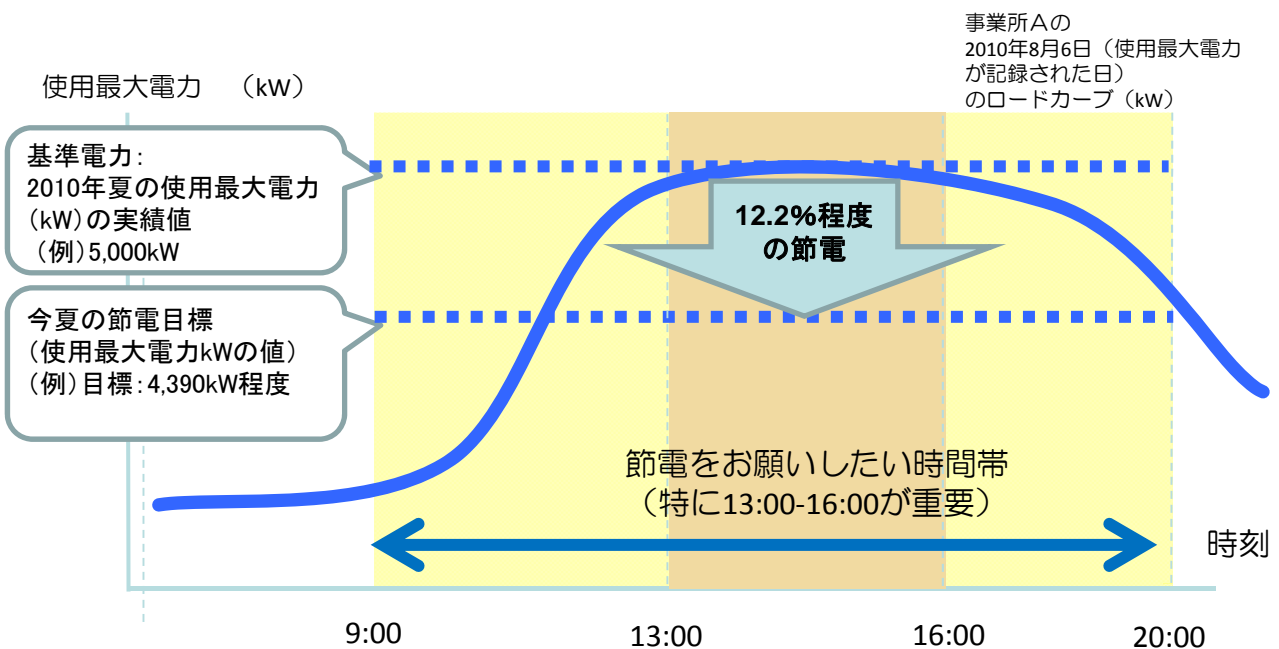 事業所Aの
2010年8月6日（使用最大電力
が記録された日）
のロードカーブ（kW）
使用最大電力　（kW）
基準電力：
2010年夏の使用最大電力
(kW)の実績値
（例）5,000kW
12.2%程度
の節電
今夏の節電目標
（使用最大電力kWの値）
（例）目標：4,390kW程度
節電をお願いしたい時間帯
（特に13:00-16:00が重要）
時刻
9:00
13:00
16:00
20:00